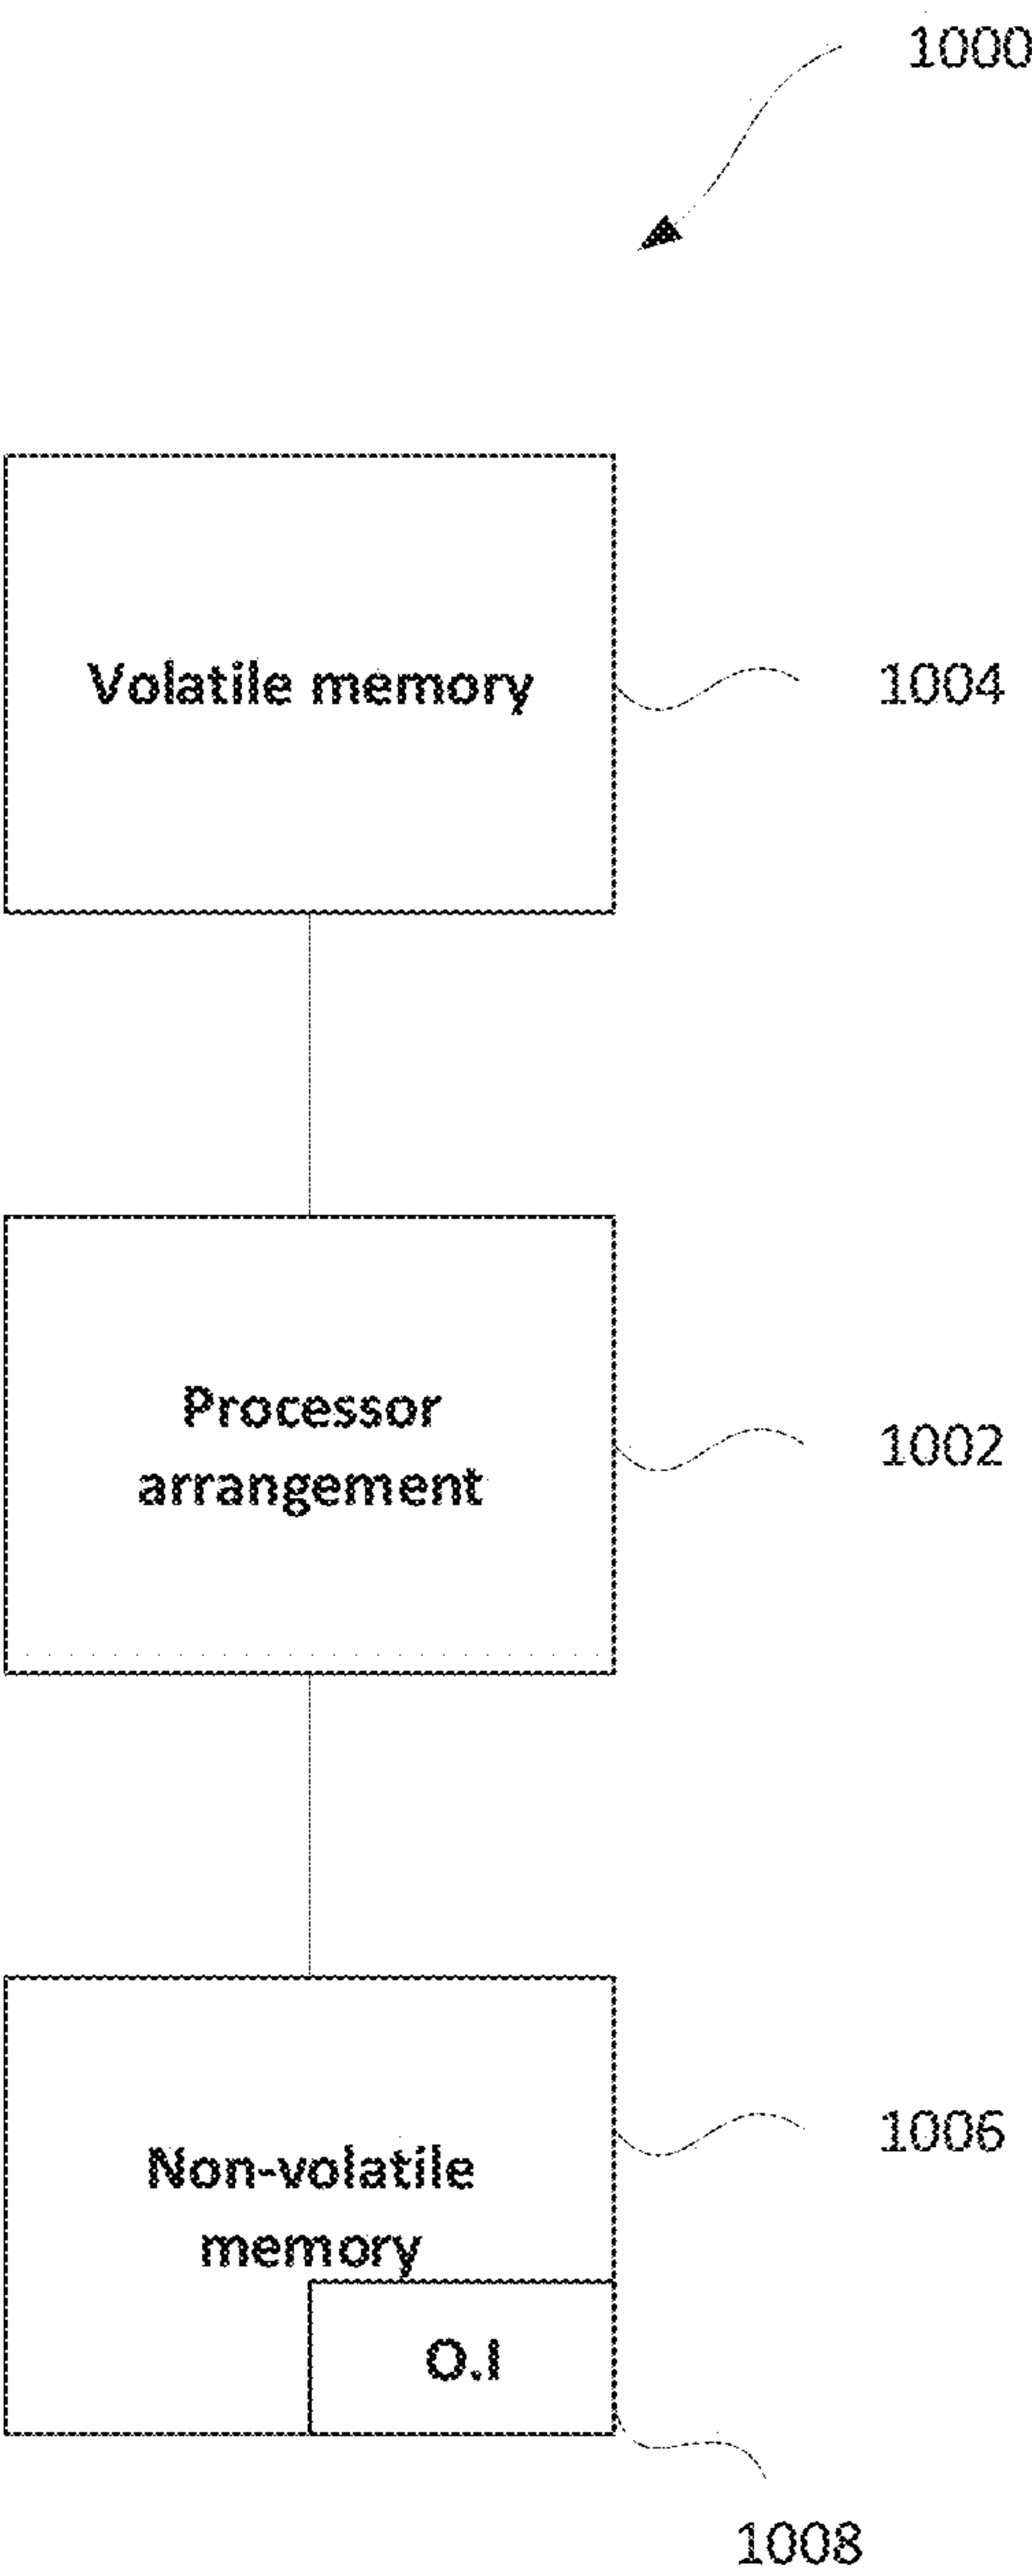 1000
Volatile memory
1004
Processor
arrangement
1002
Non-volatile
memory
1006
O.I
1008